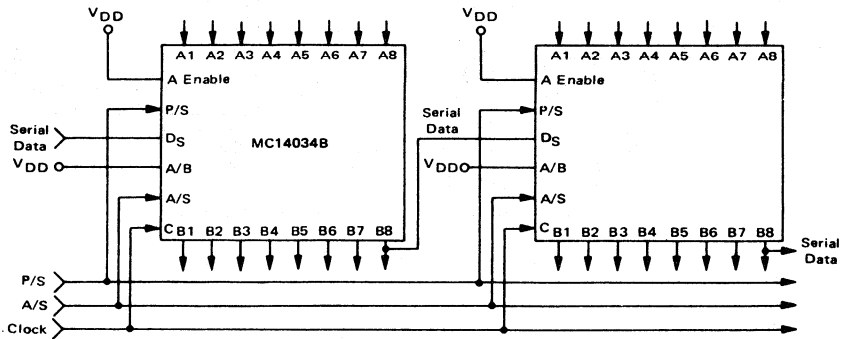 VDD
VDD
A1 A2 A3 A4 A5 A6 A7 A8
A1 A2 A3 A4 A5 A6 A7 A8
A Enable
A Enable
P/S
P/S
Serial
Data
DS
MC14034B
Serial
Data
DS
VDD
A/B
VDD
A/B
A/S
A/S
C
B1 B2 B3 B4 B5 B6 B7 B8
C
B1 B2 B3 B4 B5 B6 B7 B8
Serial
Data
P/S
A/S
.Clock